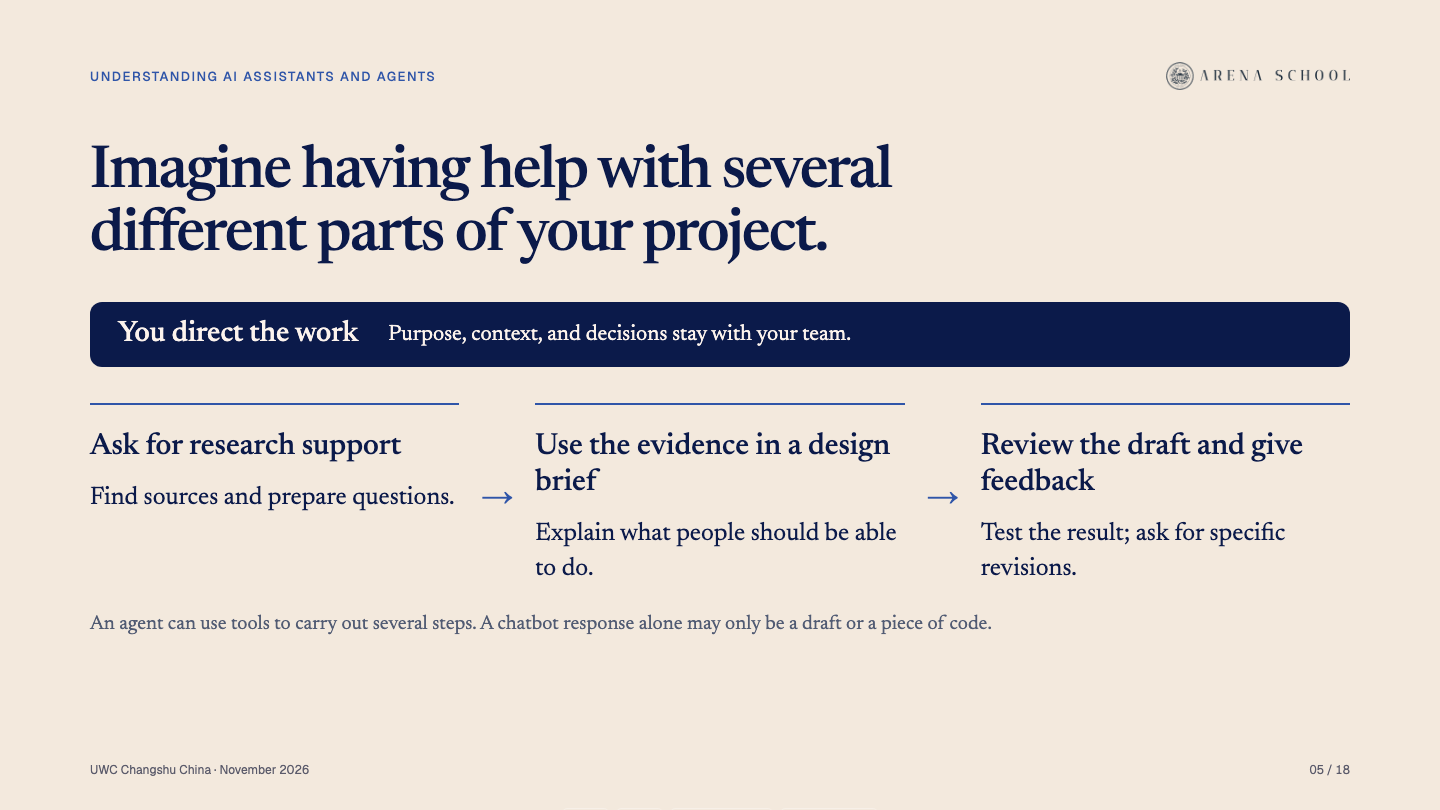 UNDERSTANDING AI ASSISTANTS AND AGENTS
ARENA SCHOOL
Imagine having help with several
different parts of your project.
You direct the work
Purpose, context, and decisions stay with your team.
Ask for research support
Find sources and prepare questions.
→
Use the evidence in a design
brief
Explain what people should be able
to do.
→
Review the draft and give
feedback
Test the result; ask for specific
revisions.
An agent can use tools to carry out several steps. A chatbot response alone may only be a draft or a piece of code.
UWC Changshu China · November 2026
05 / 18